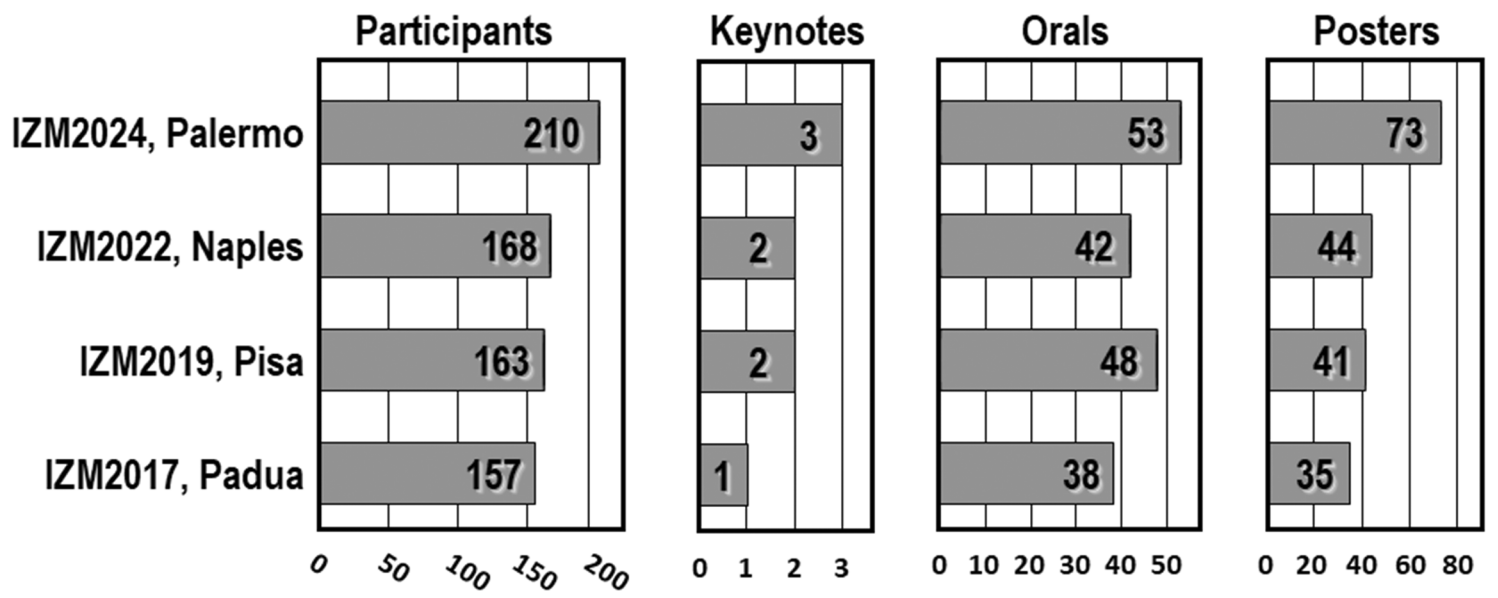 Participants Keynotes Orals Posters
IZM2024, Palermo 210 3 53 73
IZM2022, Naples 168 2 42 44
IZM2019, Pisa 163 2 48 41
IZM2017, Padua 157 1 38 35
0 50 100 150 200 0 1 2 3 0 10 20 30 40 50 0 20 40 60 80